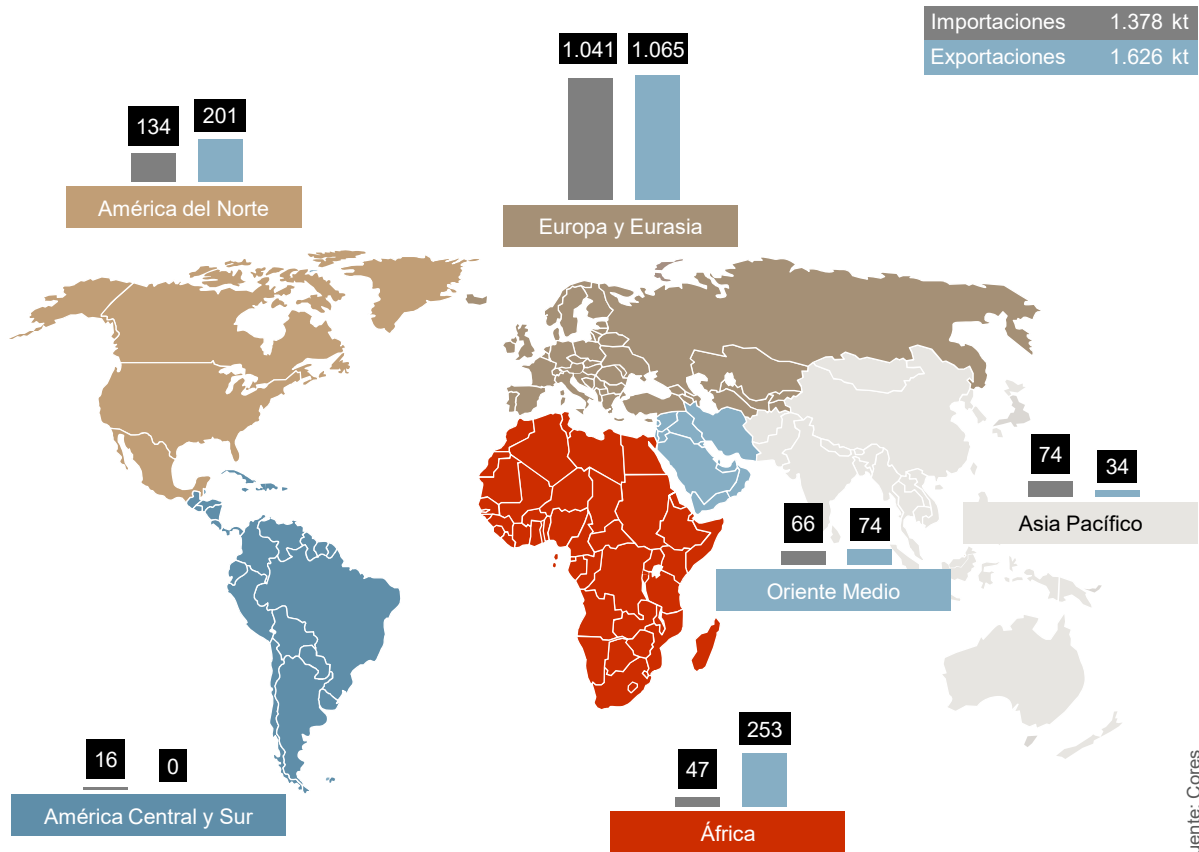 Importaciones 1.378 kt
Exportaciones 1.626 kt
1.041 1.065
Europa y Eurasia
134 201
América del Norte
74 34
Asia Pacífico
66 74
Oriente Medio
253
47
África
16 0
América Central y Sur
Cores